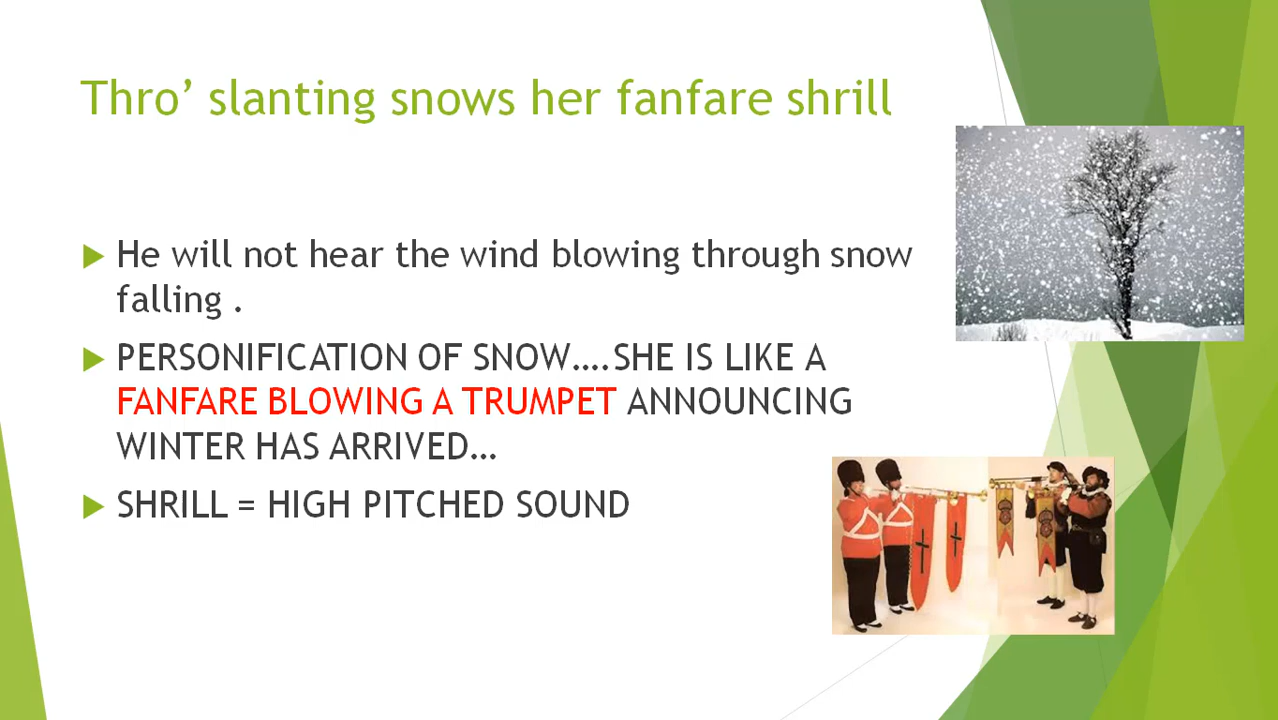 Thro’ slanting snows her fanfare shrill
He will not hear the wind blowing through snow
falling .
PERSONIFICATION OF SNOW….SHE IS LIKE A
FANFARE BLOWING A TRUMPET ANNOUNCING
WINTER HAS ARRIVED…
SHRILL = HIGH PITCHED SOUND